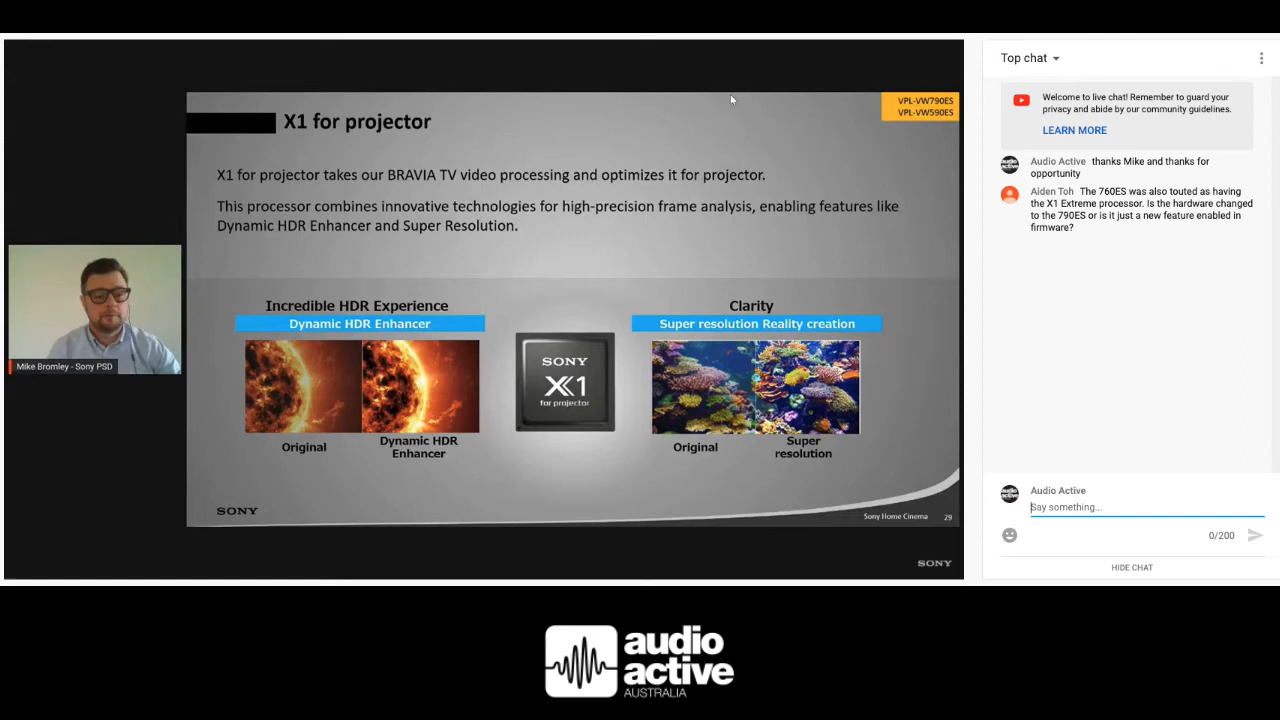 VPL-VW790ES
VPL-VW590ES
X1 for projector
X1 for projector takes our BRAVIA TV video processing and optimizes it for projector.
This processor combines innovative technologies for high-precision frame analysis, enabling features like
Dynamic HDR Enhancer and Super Resolution.
Incredible HDR Experience
Dynamic HDR Enhancer
Original
Dynamic HDR
Enhancer
SONY
X1
for projector
Clarity
Super resolution Reality creation
Original
Super
resolution
SONY
Sony Home Cinema
29
SONY
Mike Bromley - Sony PSD
Top chat
Welcome to live chat! Remember to guard your
privacy and abide by our community guidelines.
LEARN MORE
Audio Active thanks Mike and thanks for
opportunity
Aiden Toh The 760ES was also touted as having
the X1 Extreme processor. Is the hardware changed
to the 790ES or is it just a new feature enabled in
firmware?
audio active
Audio Active
Say something...
0/200
HIDE CHAT
audio
active
AUSTRALIA